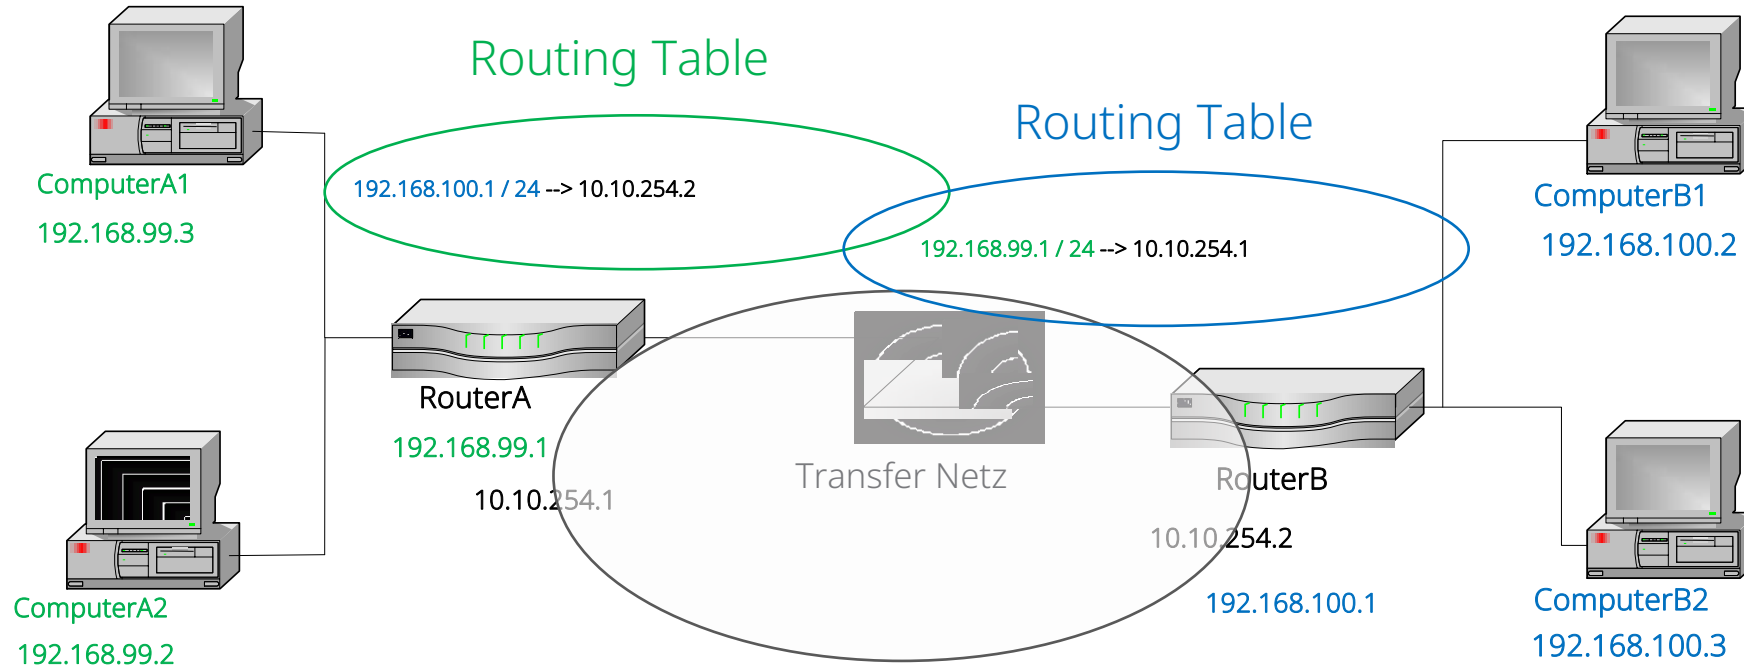 Routing Table
Routing Table
ComputerA1
192.168.99.3
192.168.100.1 / 24 --> 10.10.254.2
192.168.99.1 / 24 --> 10.10.254.1
ComputerB1
192.168.100.2
RouterA
192.168.99.1
10.10.254.1
Transfer Netz
RouterB
10.10.254.2
192.168.100.1
ComputerA2
192.168.99.2
ComputerB2
192.168.100.3